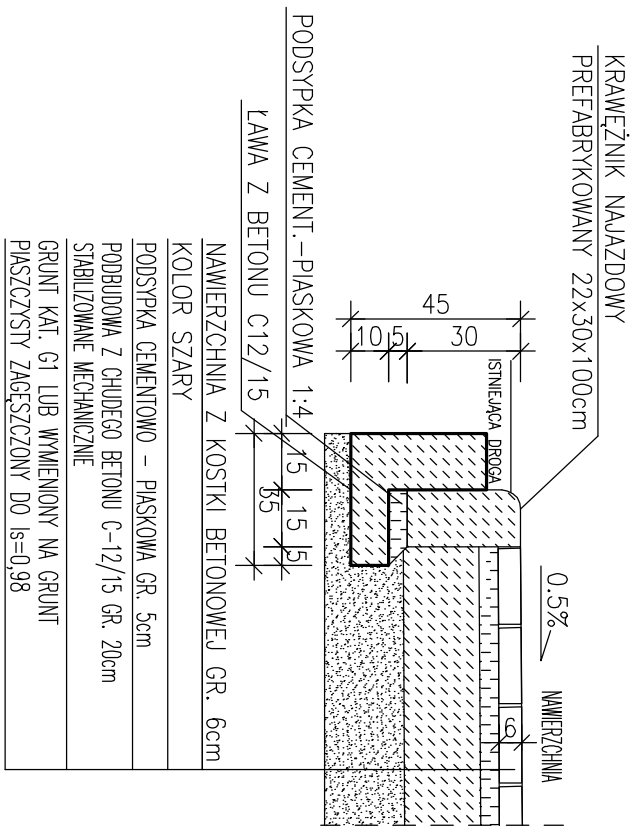 KRAWĘŻNIK NAJAZDOWY
PREFABRYKOWANY 22x30x100cm
0.5%
NAWIERZCHNIA
6
ISTNIEJĄCA DROGA
45
10
5
30
15
15
5
35
PODSYPKA CEMENT.-PIASKOWA 1:4
ŁAWA Z BETONU C12/15
NAWIERZCHNIA Z KOSTKI BETONOWEJ GR. 6cm
KOLOR SZARY
PODSYPKA CEMENTOWO - PIASKOWA GR. 5cm
PODBUDOWA Z CHUDEGO BETONU C-12/15 GR. 20cm
STABILIZOWANE MECHANICZNIE
GRUNT KAT. G1 LUB WYMIENIONY NA GRUNT
PIASZCZYSTY ZAGĘSZCZONY DO Is=0,98